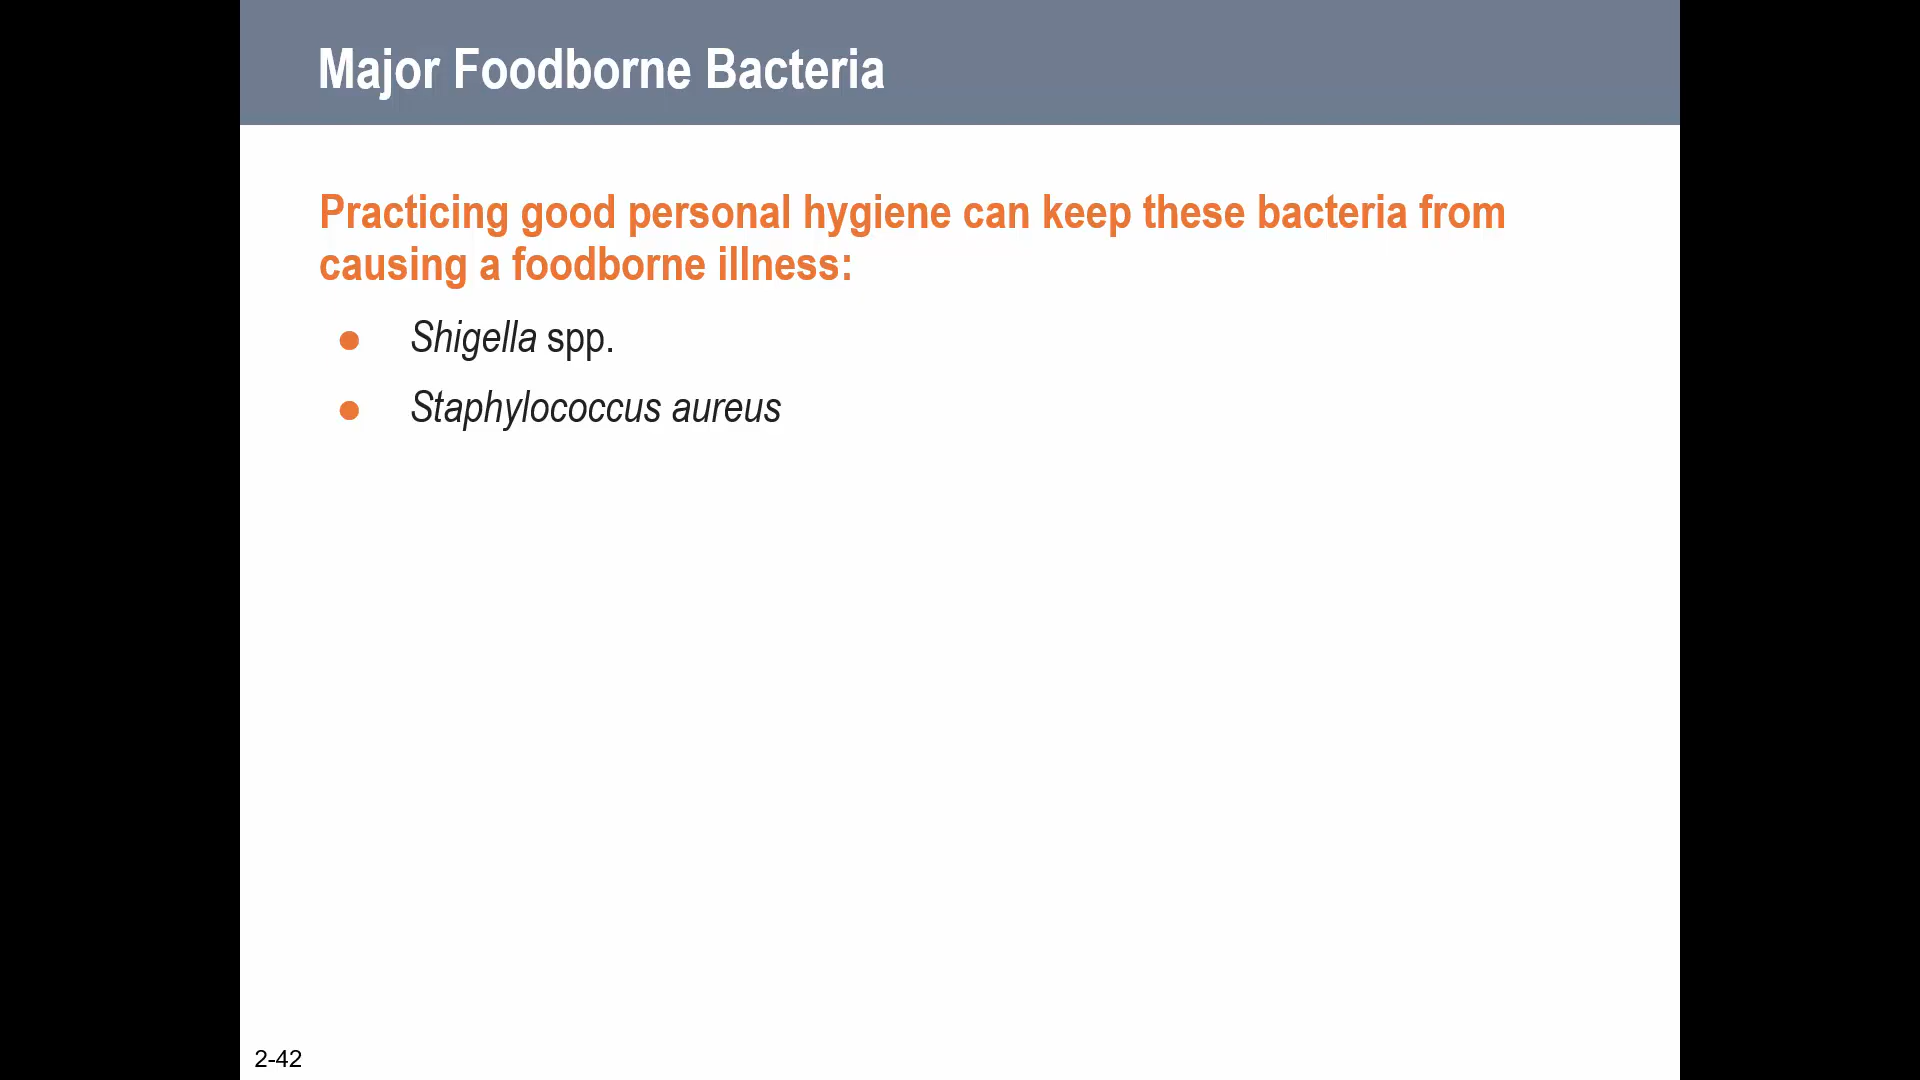 Major Foodborne Bacteria
Practicing good personal hygiene can keep these bacteria from
causing a foodborne illness:
● Shigella spp.
● Staphylococcus aureus
2-42